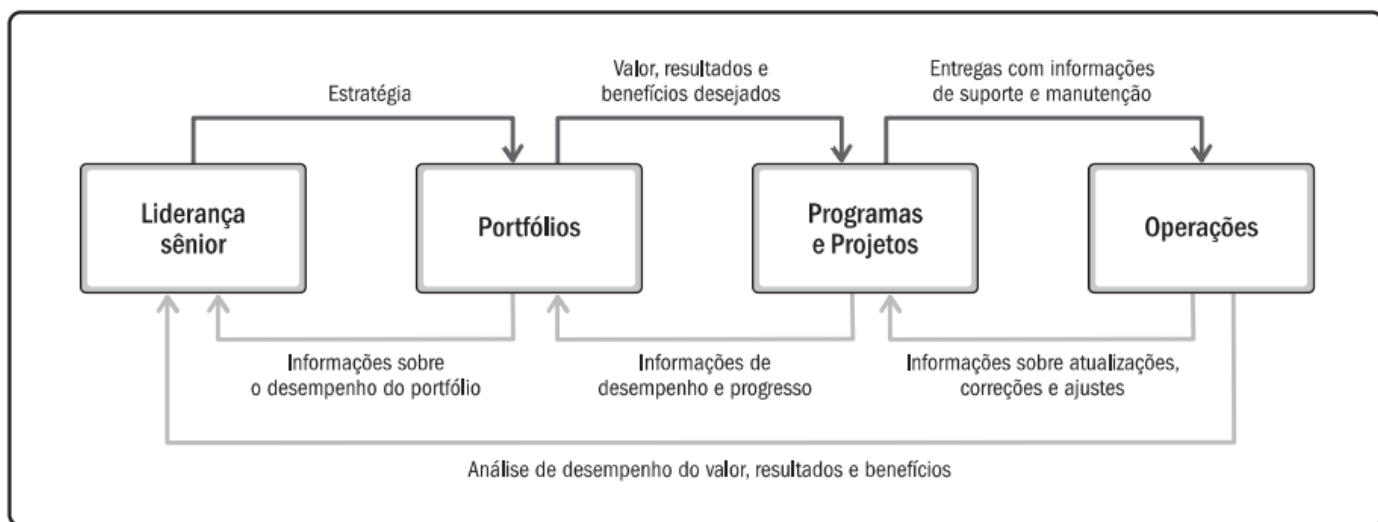 Estratégia
Valor, resultados e
benefícios desejados
Entregas com informações
de suporte e manutenção
Liderança
sênior
Portfólios
Programas
e Projetos
Operações
Informações sobre
o desempenho do portfólio
Informações de
desempenho e progresso
Informações sobre atualizações,
correções e ajustes
Análise de desempenho do valor, resultados e benefícios